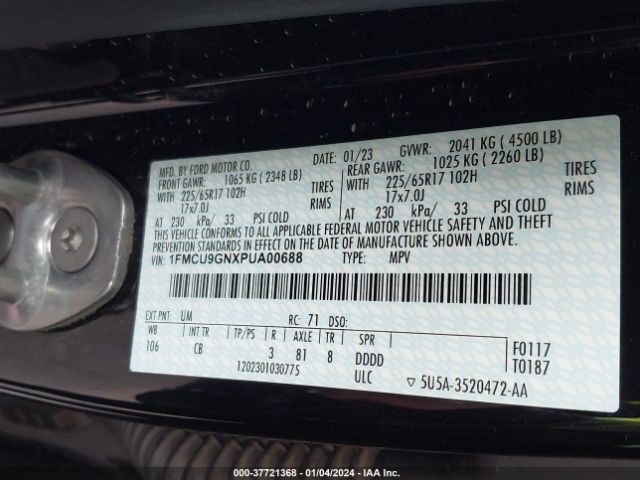 MFD. BY FORD MOTOR CO.
DATE: 01/23 GVWR: 2041 KG ( 4500 LB)
FRONT GAWR: 1065 KG ( 2348 LB) REAR GAWR: 1025 KG ( 2260 LB)
WITH 225/65R17 102H TIRES WITH 225/65R17 102H TIRES
17x7.0J RIMS 17x7.0J RIMS
AT 230 kPa/ 33 PSI COLD AT 230 kPa/ 33 PSI COLD
THIS VEHICLE CONFORMS TO ALL APPLICABLE FEDERAL MOTOR VEHICLE SAFETY AND THEFT
PREVENTION STANDARDS IN EFFECT ON THE DATE OF MANUFACTURE SHOWN ABOVE.
VIN: 1FMCU9GNXPUA00688 TYPE: MPV
EXT PNT: UM RC: 71 DSO:
WB INT TR TP/PS R AXLE TR SPR
106 CB 3 81 8 DDDD
F0117
T0187
1202301030775 ULC 5U5A-3520472-AA
000-37721368 - 01/04/2024 - IAA Inc.